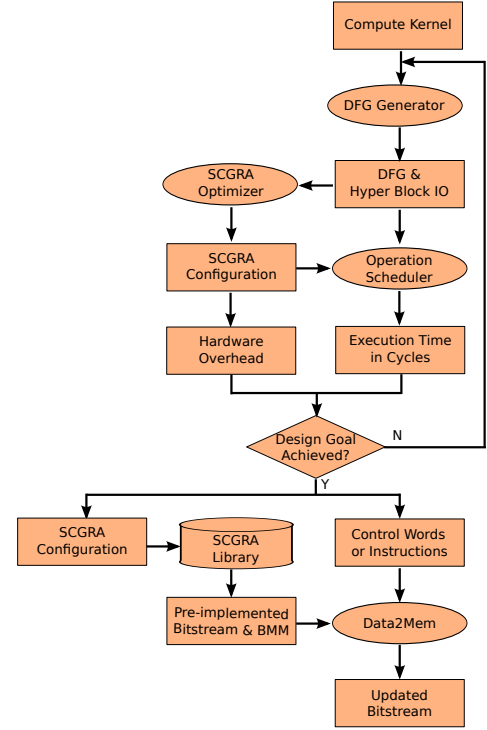 Compute Kernel
DFG Generator
SCGRA
Optimizer
DFG &
Hyper Block IO
SCGRA
Configuration
Operation
Scheduler
Hardware
Overhead
Execution Time
in Cycles
Design Goal
Achieved?
N
Y
SCGRA
Configuration
SCGRA
Library
Control Words
or Instructions
Pre-implemented
Bitstream & BMM
Data2Mem
Updated
Bitstream